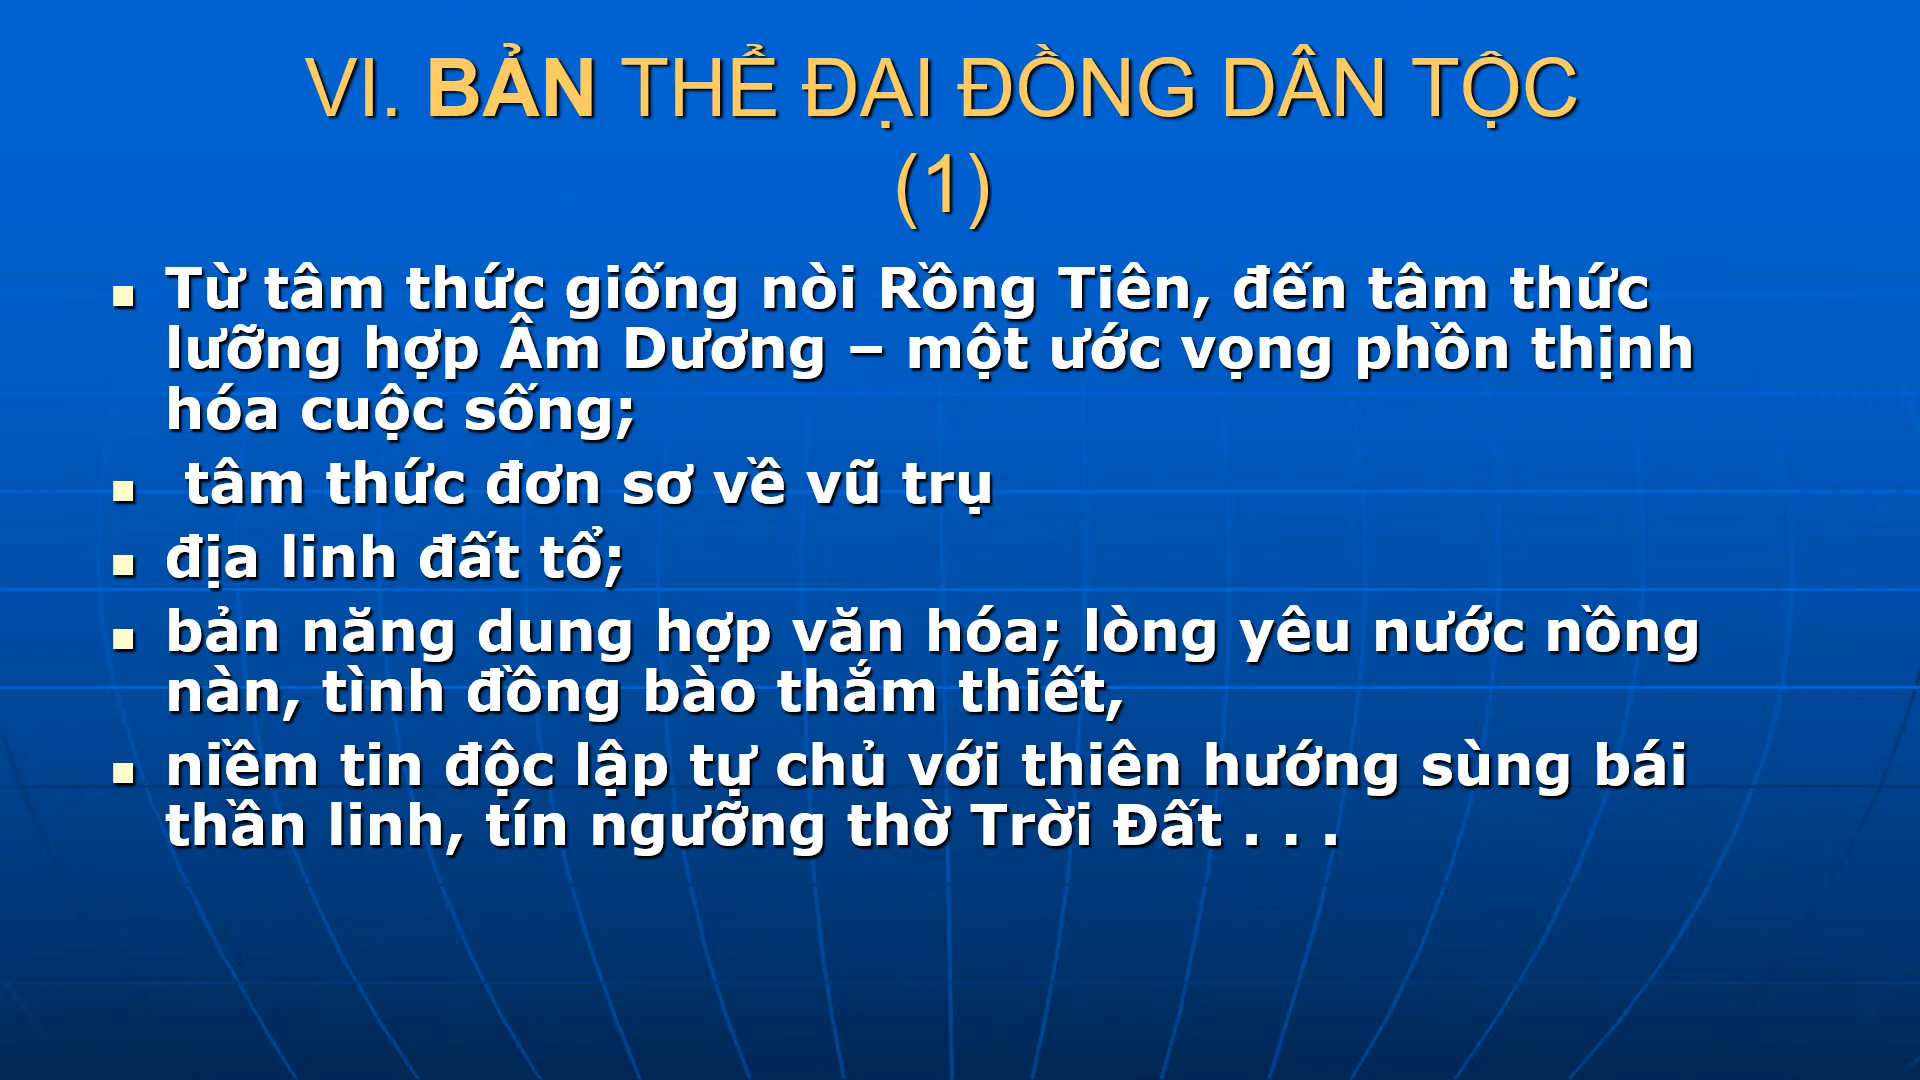 VI. BẢN THỂ ĐẠI ĐỒNG DÂN TỘC
(1)
Từ tâm thức giống nòi Rồng Tiên, đến tâm thức
lưỡng hợp Âm Dương – một ước vọng phồn thịnh
hóa cuộc sống;
tâm thức đơn sơ về vũ trụ
địa linh đất tổ;
bản năng dung hợp văn hóa; lòng yêu nước nồng
nàn, tình đồng bào thắm thiết,
niềm tin độc lập tự chủ với thiên hướng sùng bái
thần linh, tín ngưỡng thờ Trời Đất . . .